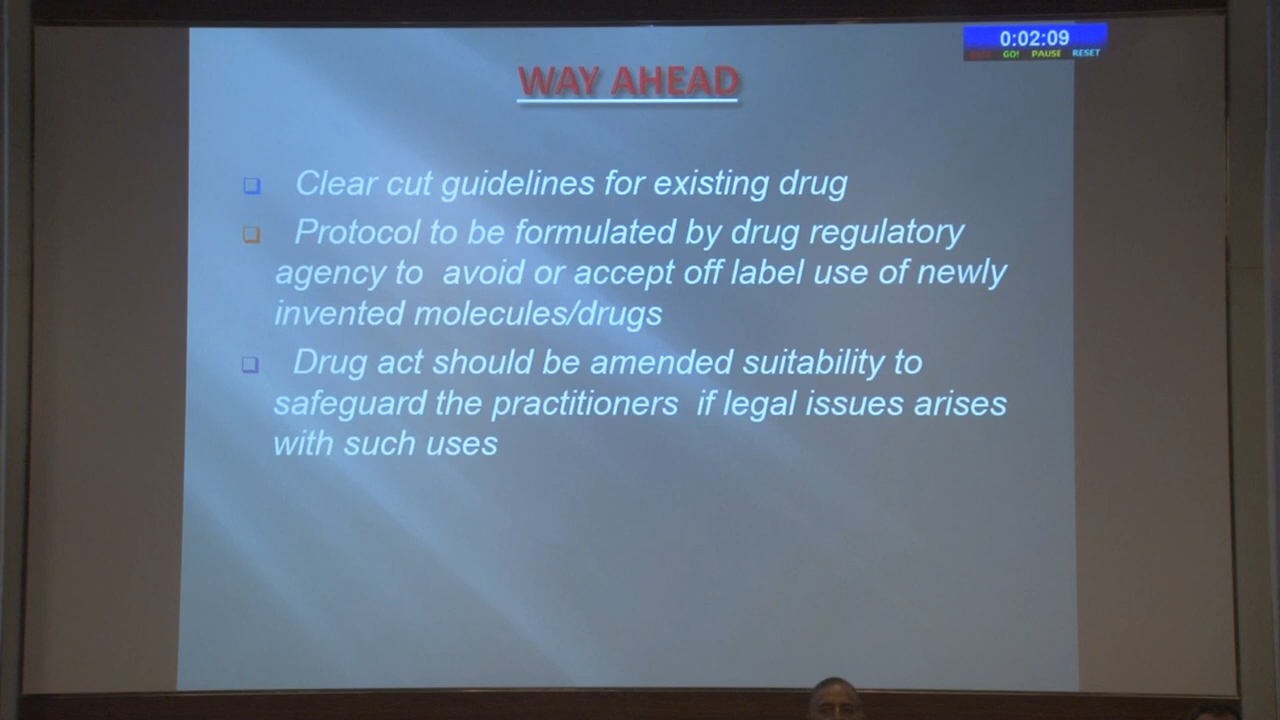 0:02:09
GO! PAUSE RESET
WAY AHEAD
Clear cut guidelines for existing drug
Protocol to be formulated by drug regulatory
agency to avoid or accept off label use of newly
invented molecules/drugs
Drug act should be amended suitability to
safeguard the practitioners if legal issues arises
with such uses